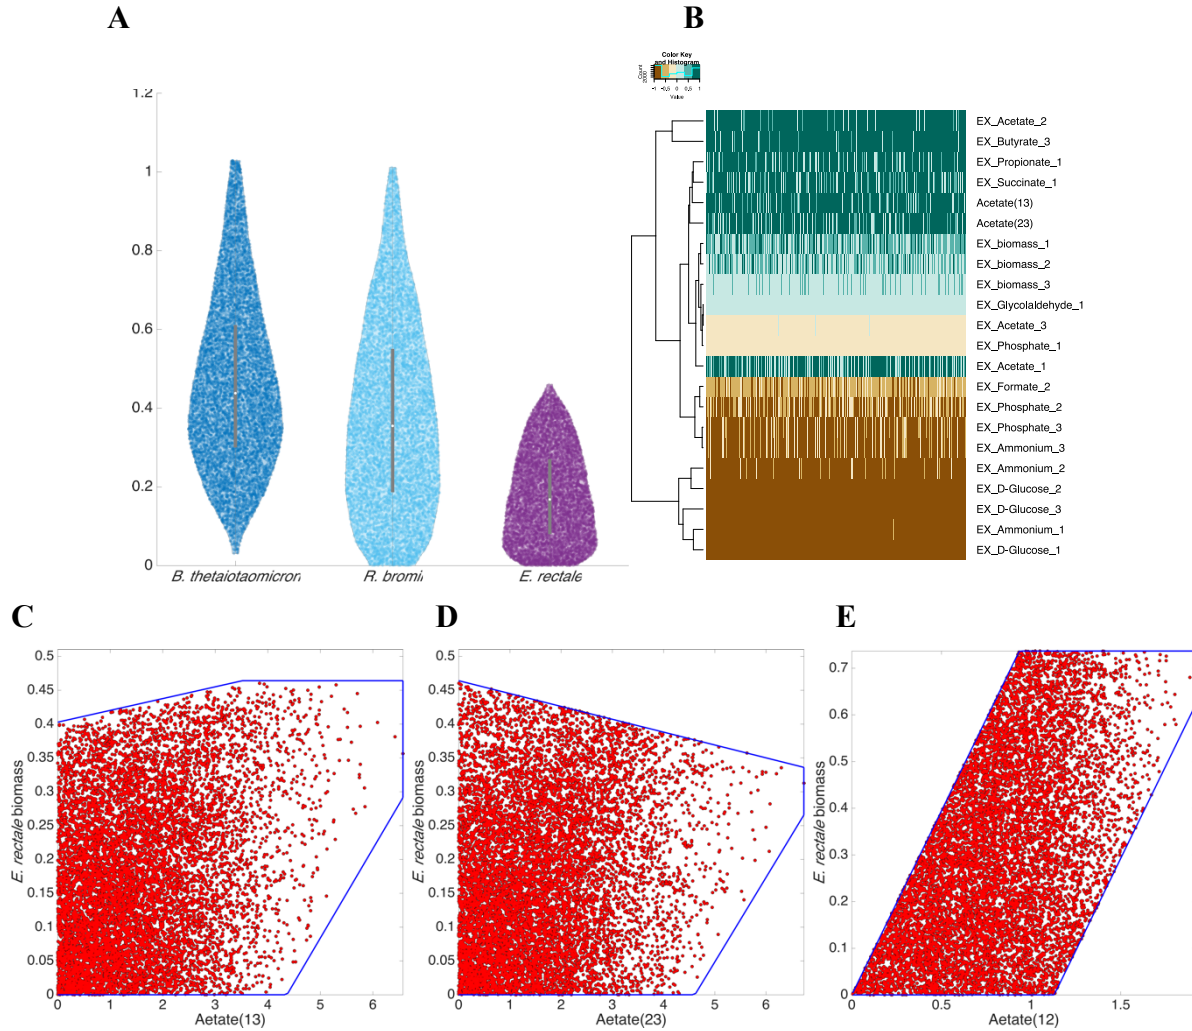 A
B
1.2
1
0.8
0.6
0.4
0.2
0
B. thetaiotaomicron
R. bromii
E. rectale
Color Key
and Histogram
Count
-1 -0.5 0 0.5 1
Value
EX_Acetate_2
EX_Butyrate_3
EX_Propionate_1
EX_Succinate_1
Acetate(13)
Acetate(23)
EX_biomass_1
EX_biomass_2
EX_biomass_3
EX_Glycolaldehyde_1
EX_Acetate_3
EX_Phosphate_1
EX_Acetate_1
EX_Formate_2
EX_Phosphate_2
EX_Phosphate_3
EX_Ammonium_3
EX_Ammonium_2
EX_D-Glucose_2
EX_D-Glucose_3
EX_Ammonium_1
EX_D-Glucose_1
C
0.5
0.45
0.4
0.35
0.3
0.25
0.2
0.15
0.1
0.05
0
E. rectale biomass
0 1 2 3 4 5 6
Aetate(13)
D
0.5
0.45
0.4
0.35
0.3
0.25
0.2
0.15
0.1
0.05
0
E. rectale biomass
0 1 2 3 4 5 6
Aetate(23)
E
0.7
0.6
0.5
0.4
0.3
0.2
0.1
0
E. rectale biomass
0 0.5 1 1.5
Aetate(12)